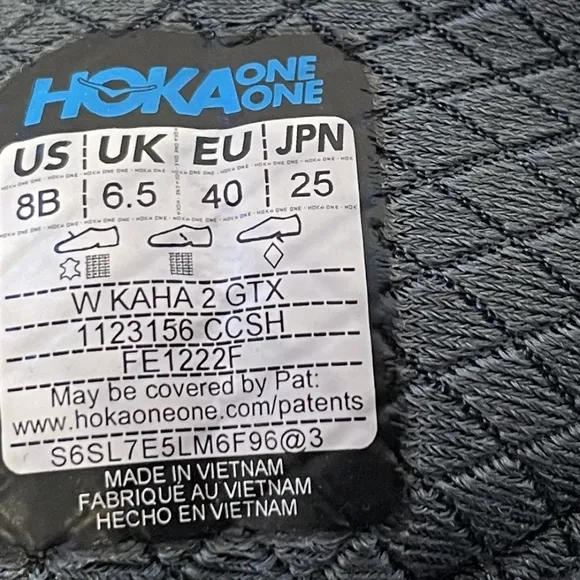 HOKA ONE ONE
US UK EU JPN
8B 6.5 40 25
W KAHA 2 GTX
1123156 CCSH
FE1222F
May be covered by Pat:
www.hokaoneone.com/patents
S6SL7E5LM6F96@3
MADE IN VIETNAM
FABRIQUÉ AU VIETNAM
HECHO EN VIETNAM